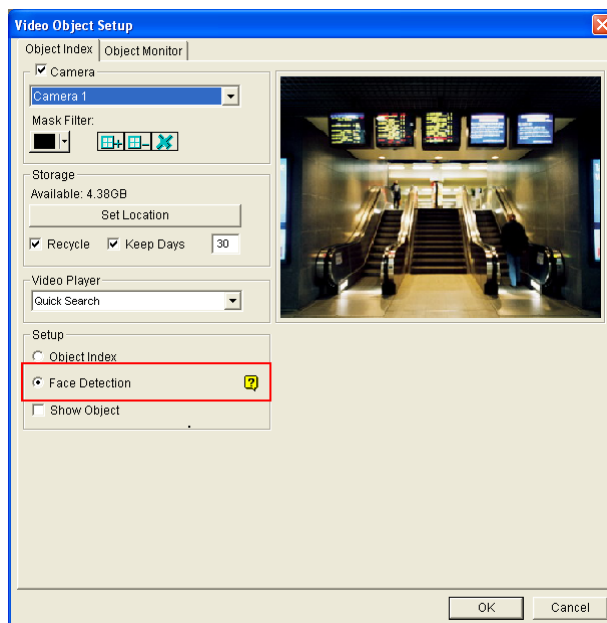 Video Object Setup
Object Index Object Monitor
Camera
Camera 1
Mask Filter:
Storage
Available: 4.38GB
Set Location
Recycle Keep Days 30
Video Player
Quick Search
Setup
Object Index
Face Detection ?
Show Object
OK Cancel